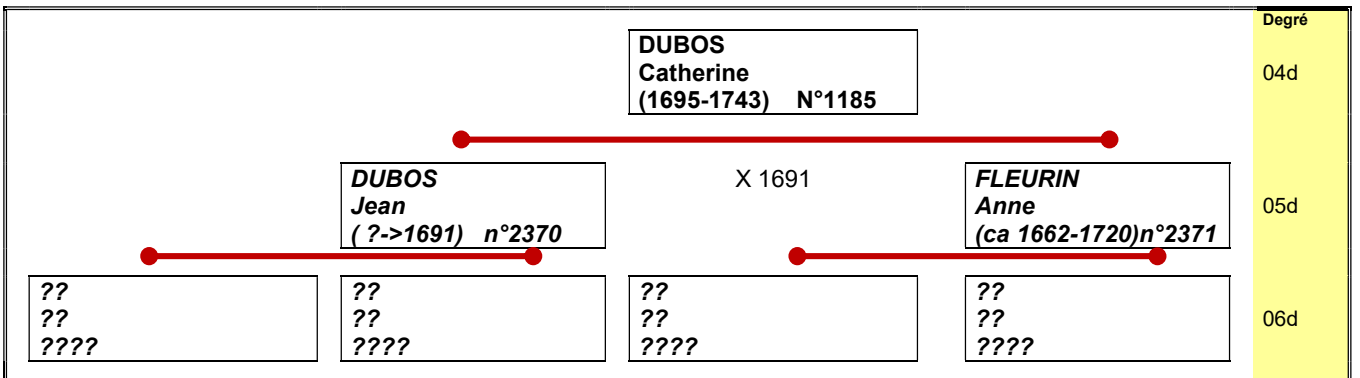 Degré
DUBOS
Catherine
(1695-1743) N°1185
04d
DUBOS
Jean
( ?->1691) n°2370
X 1691
FLEURIN
Anne
(ca 1662-1720)n°2371
05d
??
??
????
??
??
????
??
??
????
??
??
????
06d